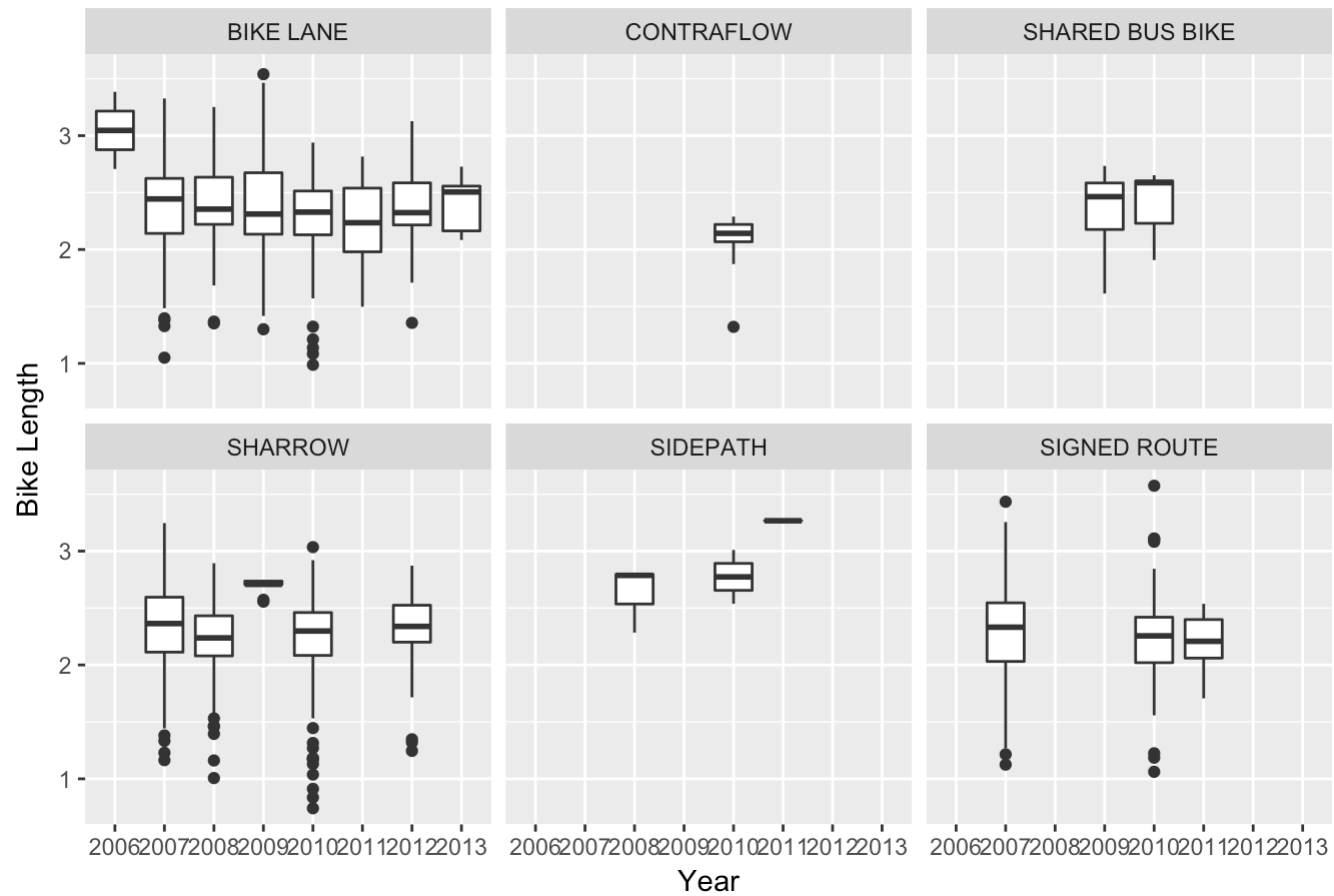 BIKE LANE CONTRAFLOW SHARED BUS BIKE
3
2
1
Bike Length
SHARROW SIDEPATH SIGNED ROUTE
3
2
1
2006 2007 2008 2009 2010 2011 2012 2013 2006 2007 2008 2009 2010 2011 2012 2013 2006 2007 2008 2009 2010 2011 2012 2013
Year